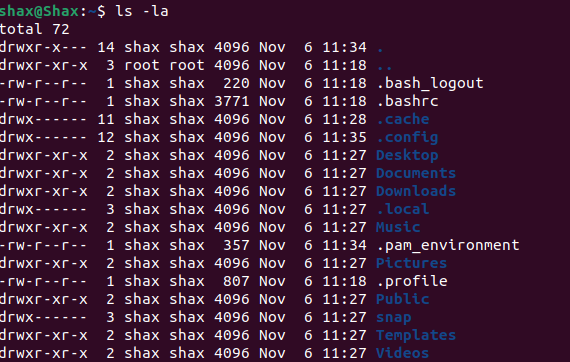 shax@Shax:~$ ls -la
total 72
drwxr-x--- 14 shax shax 4096 Nov  6 11:34 .
drwxr-xr-x  3 root root 4096 Nov  6 11:18 ..
-rw-r--r--  1 shax shax  220 Nov  6 11:18 .bash_logout
-rw-r--r--  1 shax shax 3771 Nov  6 11:18 .bashrc
drwx------ 11 shax shax 4096 Nov  6 11:28 .cache
drwx------ 12 shax shax 4096 Nov  6 11:35 .config
drwxr-xr-x  2 shax shax 4096 Nov  6 11:27 Desktop
drwxr-xr-x  2 shax shax 4096 Nov  6 11:27 Documents
drwxr-xr-x  2 shax shax 4096 Nov  6 11:27 Downloads
drwx------  3 shax shax 4096 Nov  6 11:27 .local
drwxr-xr-x  2 shax shax 4096 Nov  6 11:27 Music
-rw-r--r--  1 shax shax  357 Nov  6 11:34 .pam_environment
drwxr-xr-x  2 shax shax 4096 Nov  6 11:27 Pictures
-rw-r--r--  1 shax shax  807 Nov  6 11:18 .profile
drwxr-xr-x  2 shax shax 4096 Nov  6 11:27 Public
drwx------  3 shax shax 4096 Nov  6 11:27 snap
drwxr-xr-x  2 shax shax 4096 Nov  6 11:27 Templates
drwxr-xr-x  2 shax shax 4096 Nov  6 11:27 Videos